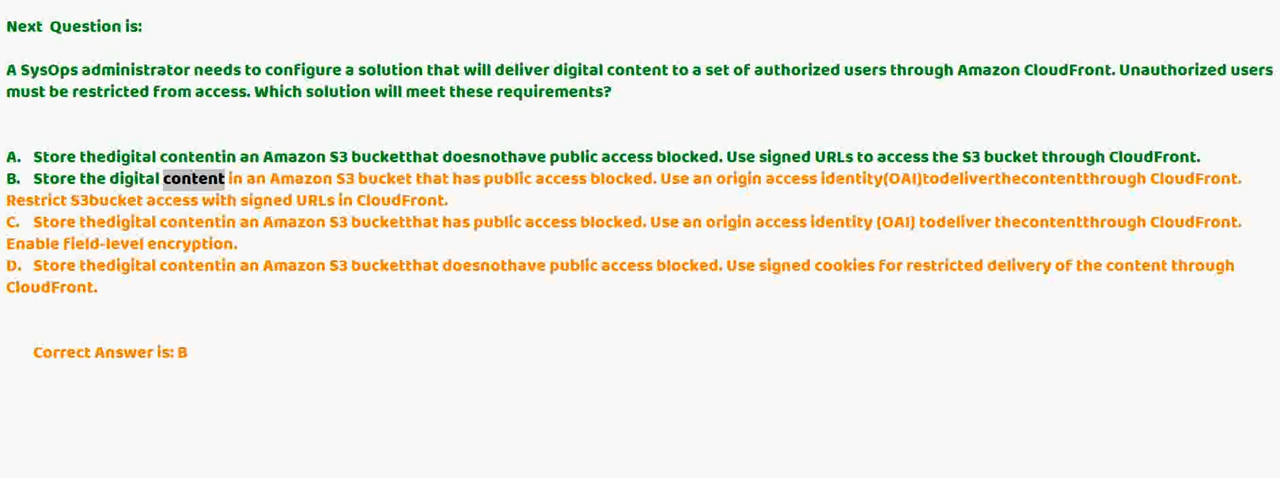 Next Question is:
A SysOps administrator needs to configure a solution that will deliver digital content to a set of authorized users through Amazon CloudFront. Unauthorized users
must be restricted from access. Which solution will meet these requirements?
A. Store thedigital contentin an Amazon S3 bucketthat doesnothave public access blocked. Use signed URLs to access the S3 bucket through CloudFront.
B. Store the digital content in an Amazon S3 bucket that has public access blocked. Use an origin access identity(OAI)todeliverthecontentthrough CloudFront.
Restrict S3bucket access with signed URLs in CloudFront.
C. Store thedigital contentin an Amazon S3 bucketthat has public access blocked. Use an origin access identity (OAI) todeliver thecontentthrough CloudFront.
Enable field-level encryption.
D. Store thedigital contentin an Amazon S3 bucketthat doesnothave public access blocked. Use signed cookies for restricted delivery of the content through
CloudFront.
Correct Answer is: B